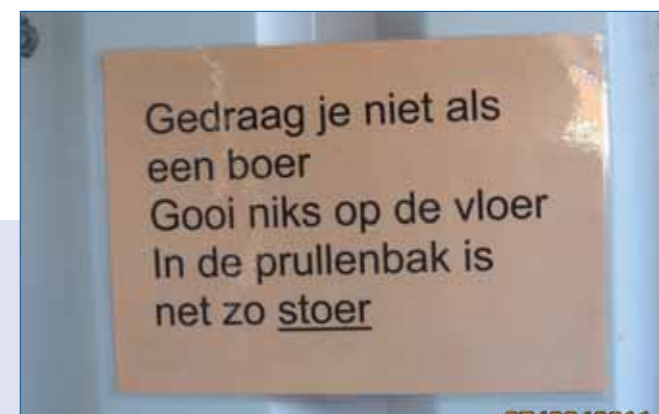 Gedraag je niet als
een boer
Gooi niks op de vloer
In de prullenbak is
net zo stoer